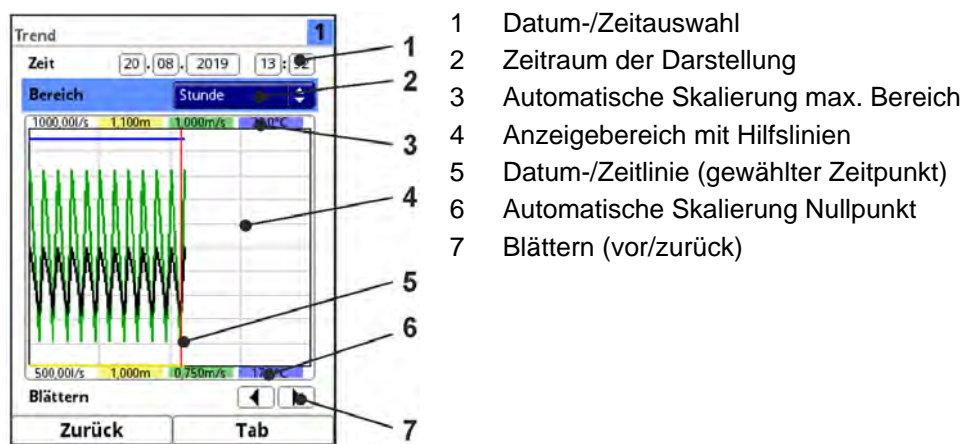 Trend 1
Zeit 20 . 08 . 2019 13 :
Bereich Stunde
1000,00l/s 1,100m 1,000m/s
500,00l/s 1,000m 0,750m/s
Blättern
Zurück Tab
1
2
3
4
5
6
7
1 Datum-/Zeitauswahl
2 Zeitraum der Darstellung
3 Automatische Skalierung max. Bereich
4 Anzeigebereich mit Hilfslinien
5 Datum-/Zeitlinie (gewählter Zeitpunkt)
6 Automatische Skalierung Nullpunkt
7 Blättern (vor/zurück)